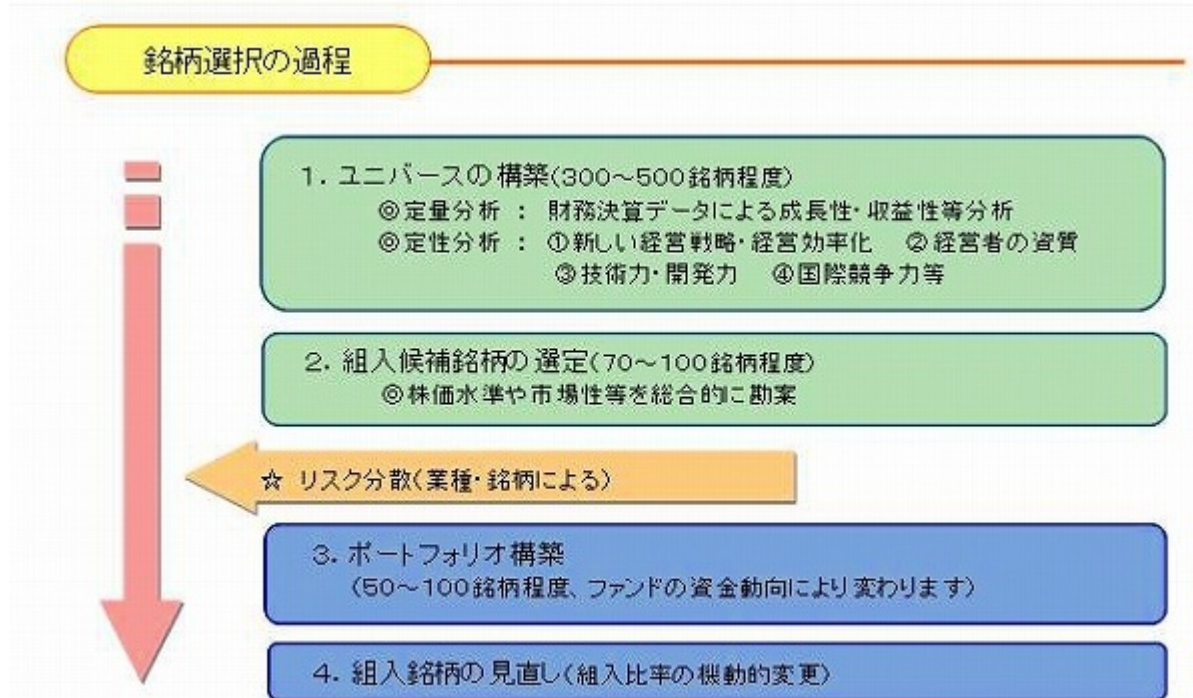 銘柄選択の過程
1. ユニバースの構築(300～500銘柄程度)
◎定量分析 : 財務決算データによる成長性・収益性等分析
◎定性分析 : ①新しい経営戦略・経営効率化 ②経営者の資質
③技術力・開発力 ④国際競争力等
2. 組入候補銘柄の選定(70～100銘柄程度)
◎株価水準や市場性等を総合的に勘案
☆ リスク分散(業種・銘柄による)
3. ポートフォリオ構築
(50～100銘柄程度、ファンドの資金動向により変わります)
4. 組入銘柄の見直し(組入比率の機動的変更)